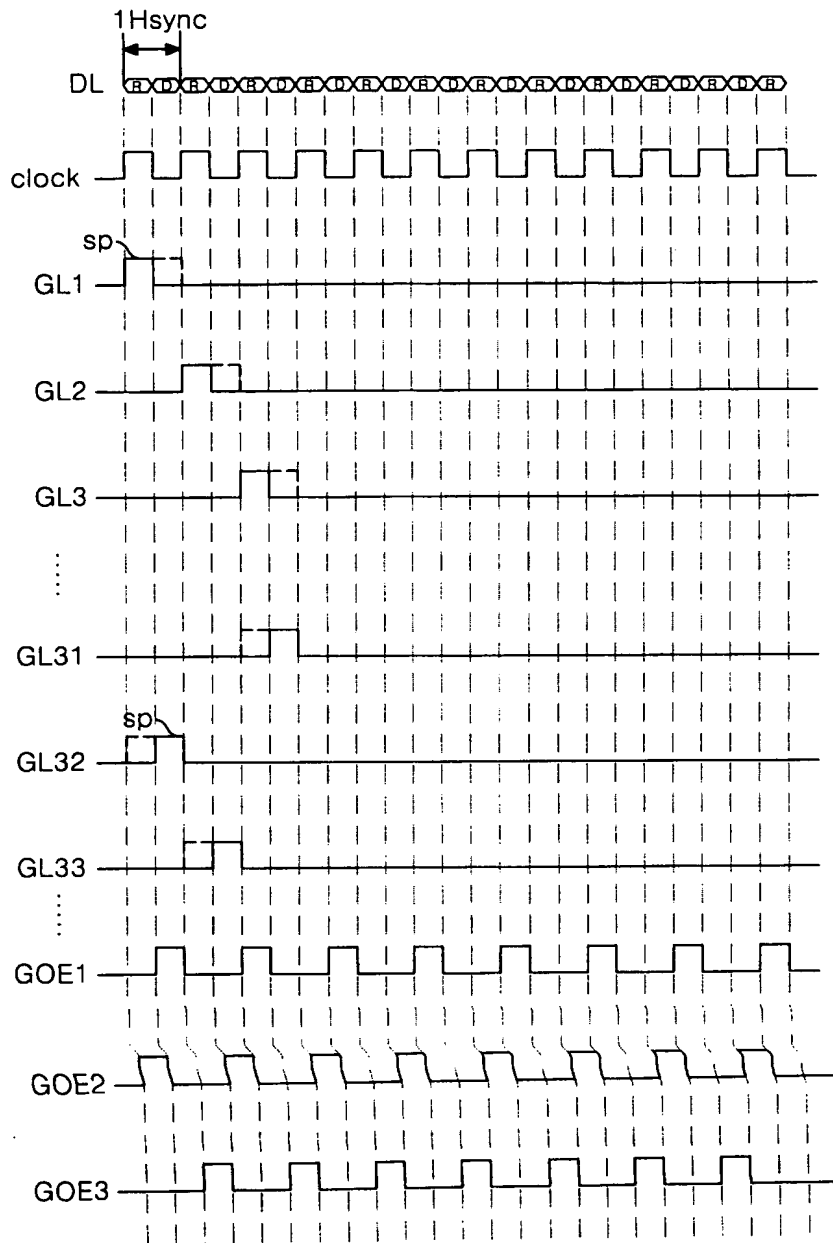 1Hsync
DL R D R D R D R D R D R D R D R D R D R D R D R
clock
sp
GL1
GL2
GL3
.....
GL31
sp
GL32
GL33
.....
GOE1
GOE2
GOE3